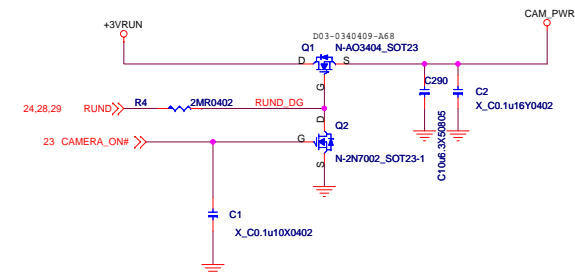 +3VRUN
CAM_PWR
D03-0340409-A68
Q1
N-AO3404_SOT23
D
S
G
C290
C2
X_C0.1u16Y0402
C10u6.3X50805
24,28,29
RUND
R4
2MR0402
RUND_DG
D
Q2
23
CAMERA_ON#
G
S
N-2N7002_SOT23-1
C1
X_C0.1u10X0402